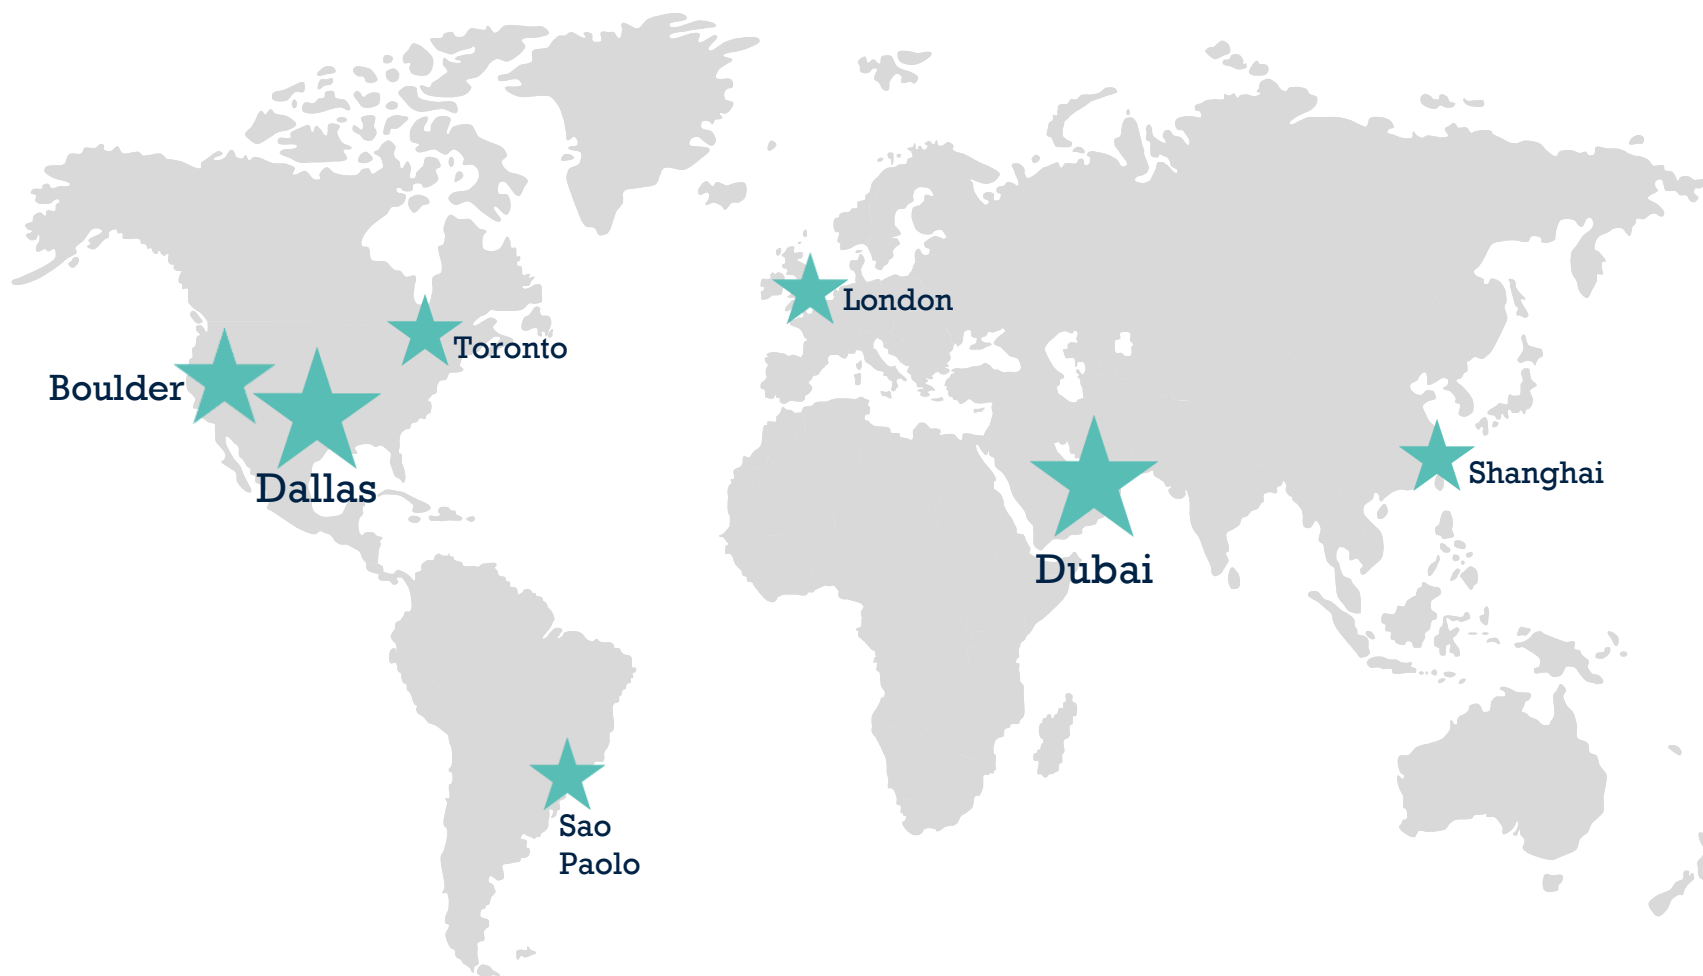 London
Toronto
Boulder
Shanghai
Dallas
Dubai
Sao
Paolo